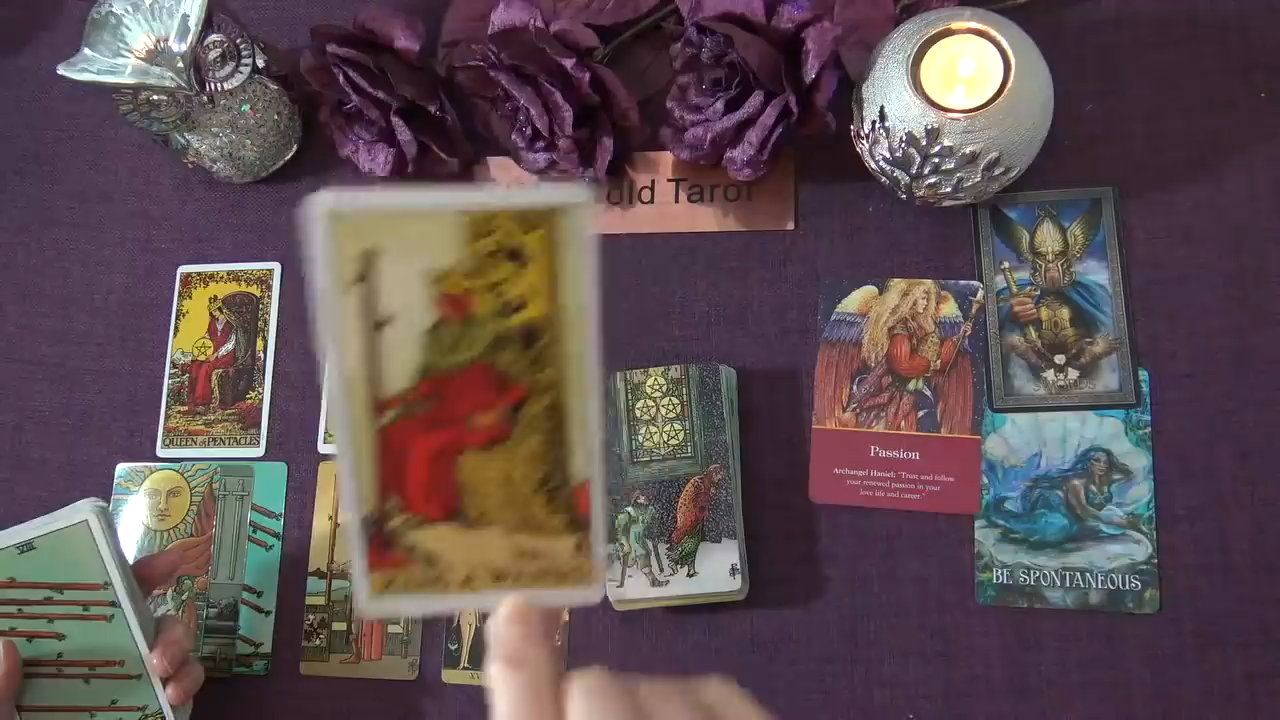 old Tarot
QUEEN of PENTACLES
VIII
Passion
Archangel Haniel: "Trust and follow
your renewed passion in your
love life and career."
SWORDS
BE SPONTANEOUS